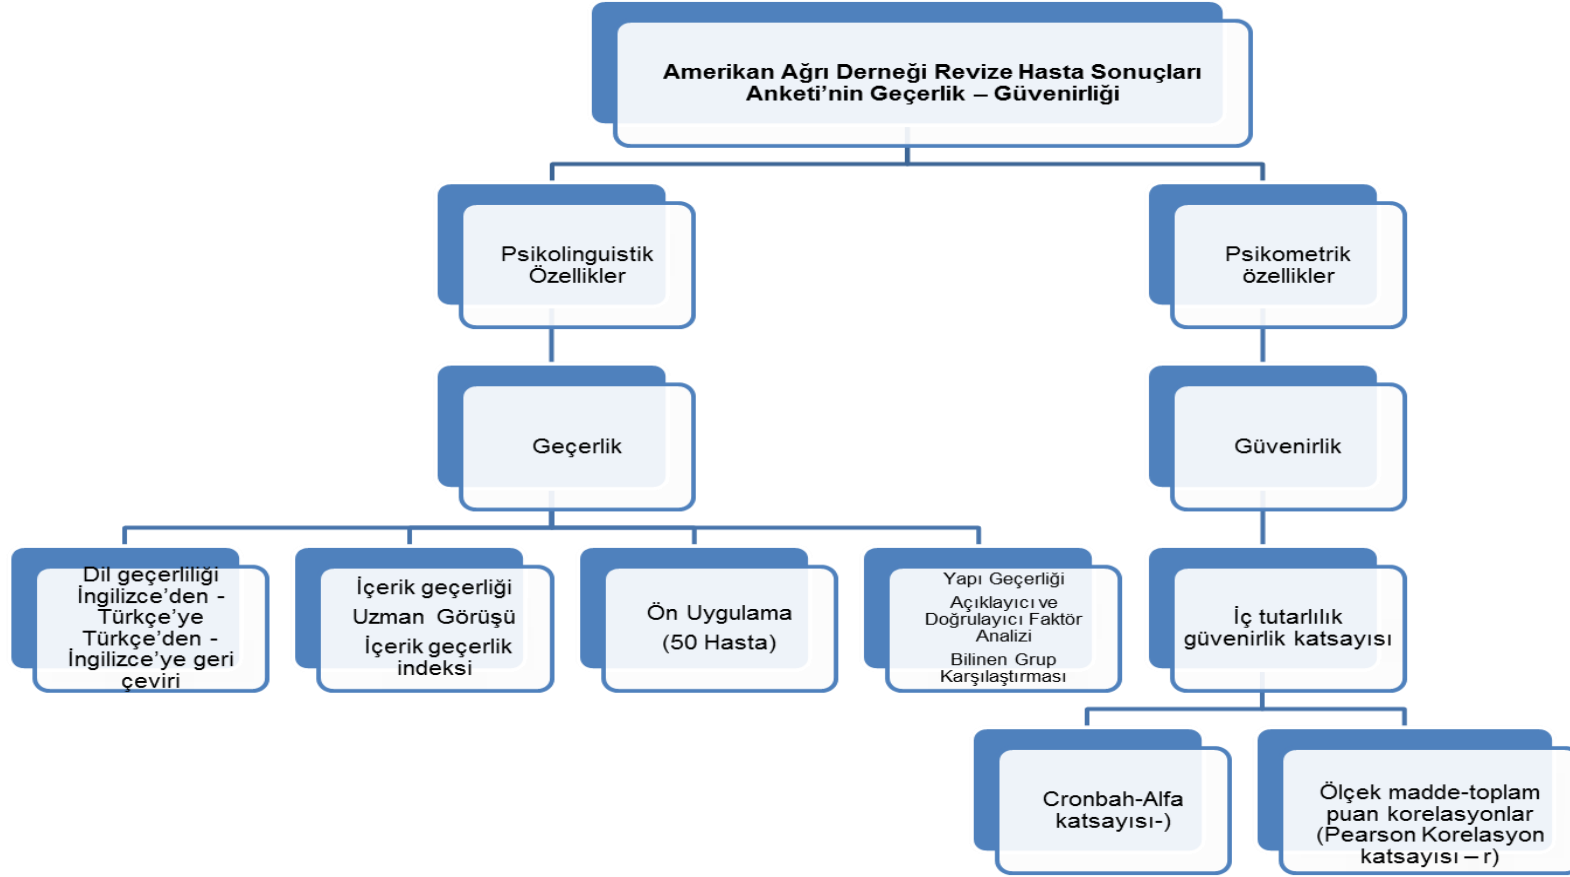 Amerikan Ağrı Derneği Revize Hasta Sonuçları
Anketi’nin Geçerlik – Güvenirliği
Psikolinguistik
Özellikler
Psikometrik
özellikler
Geçerlik
Güvenirlik
Dil geçerliliği
İngilizce’den -
Türkçe’ye
Türkçe’den -
İngilizce’ye geri
çeviri
İçerik geçerliği
Uzman Görüşü
İçerik geçerlik
indeksi
Ön Uygulama
(50 Hasta)
Yapı Geçerliği
Açıklayıcı ve
Doğrulayıcı Faktör
Analizi
Bilinen Grup
Karşılaştırması
İç tutarlılık
güvenirlik katsayısı
Cronbah-Alfa
katsayısı-)
Ölçek madde-toplam
puan korelasyonlar
(Pearson Korelasyon
katsayısı – r)